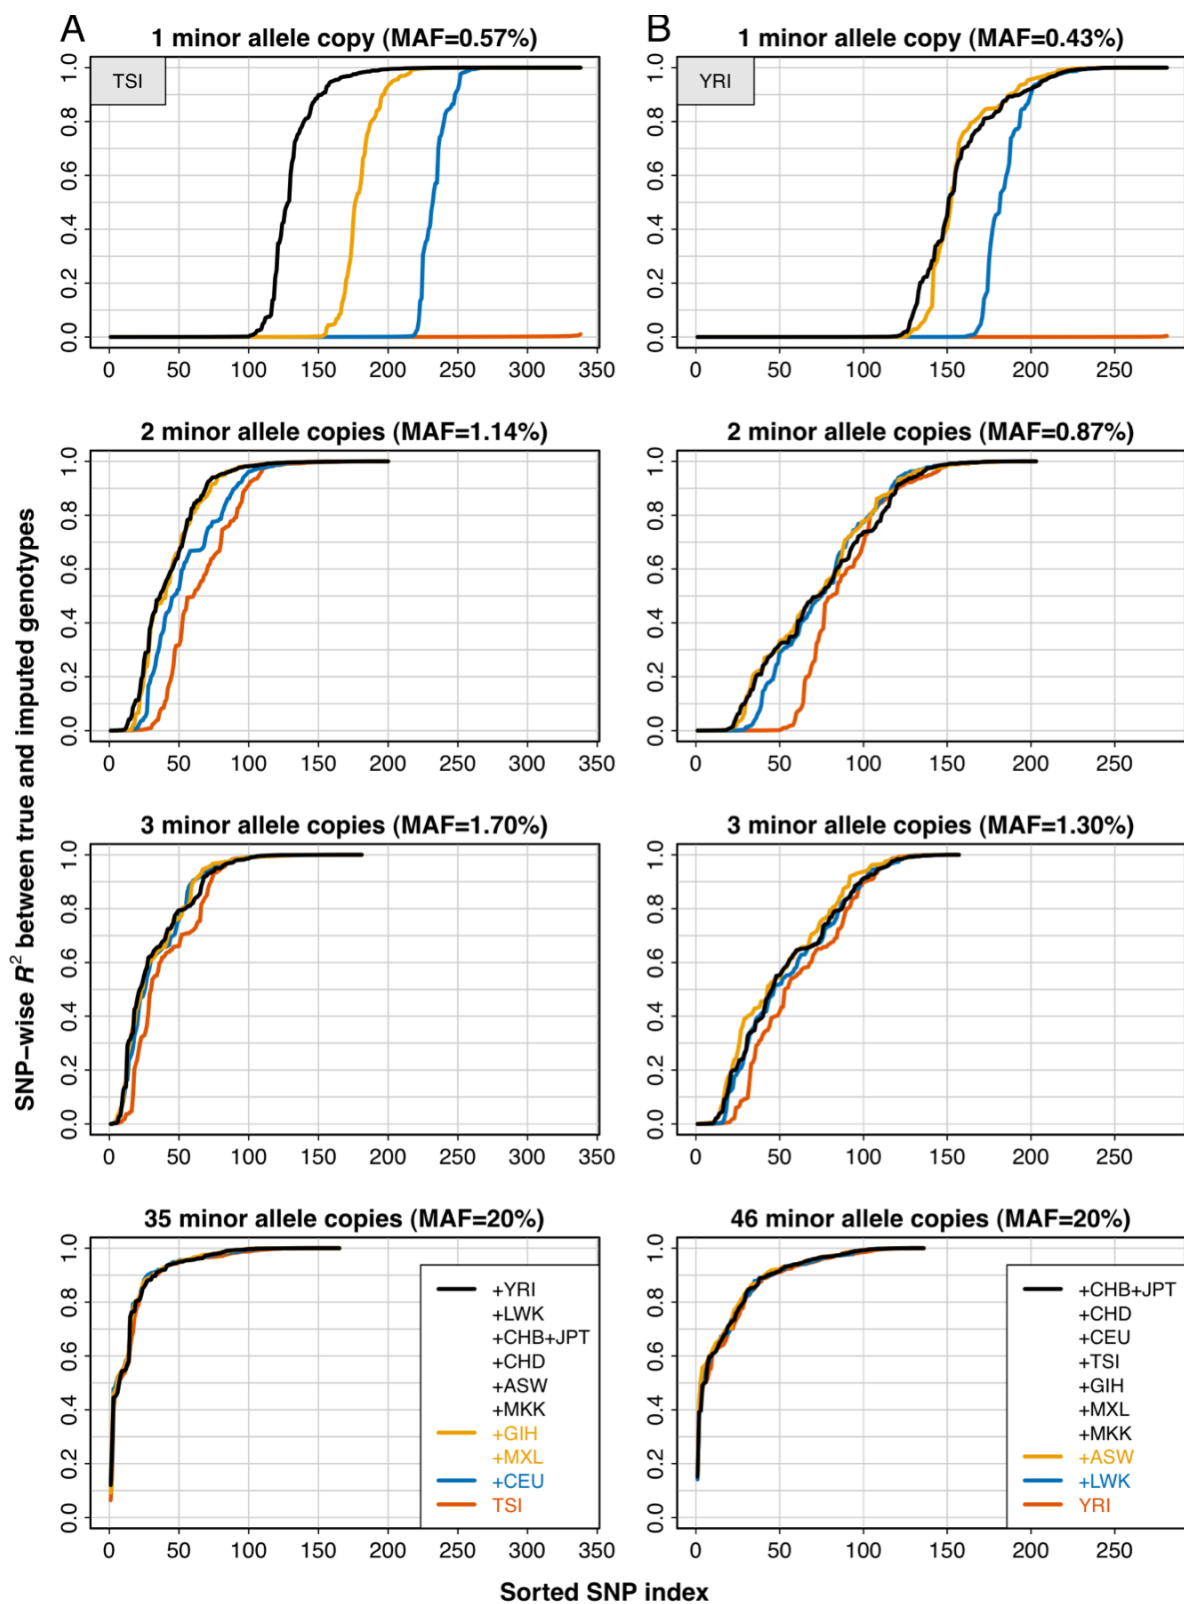 A
B
1 minor allele copy (MAF=0.57%)
TSI
0.0 0.2 0.4 0.6 0.8 1.0
0 50 100 150 200 250 300 350
1 minor allele copy (MAF=0.43%)
YRI
0.0 0.2 0.4 0.6 0.8 1.0
0 50 100 150 200 250
2 minor allele copies (MAF=1.14%)
0.0 0.2 0.4 0.6 0.8 1.0
0 50 100 150 200 250 300 350
2 minor allele copies (MAF=0.87%)
0.0 0.2 0.4 0.6 0.8 1.0
0 50 100 150 200 250
SNP−wise R² between true and imputed genotypes
3 minor allele copies (MAF=1.70%)
0.0 0.2 0.4 0.6 0.8 1.0
0 50 100 150 200 250 300 350
3 minor allele copies (MAF=1.30%)
0.0 0.2 0.4 0.6 0.8 1.0
0 50 100 150 200 250
35 minor allele copies (MAF=20%)
0.0 0.2 0.4 0.6 0.8 1.0
+YRI
+LWK
+CHB+JPT
+CHD
+ASW
+MKK
+GIH
+MXL
+CEU
TSI
0 50 100 150 200 250 300 350
46 minor allele copies (MAF=20%)
0.0 0.2 0.4 0.6 0.8 1.0
+CHB+JPT
+CHD
+CEU
+TSI
+GIH
+MXL
+MKK
+ASW
+LWK
YRI
0 50 100 150 200 250
Sorted SNP index